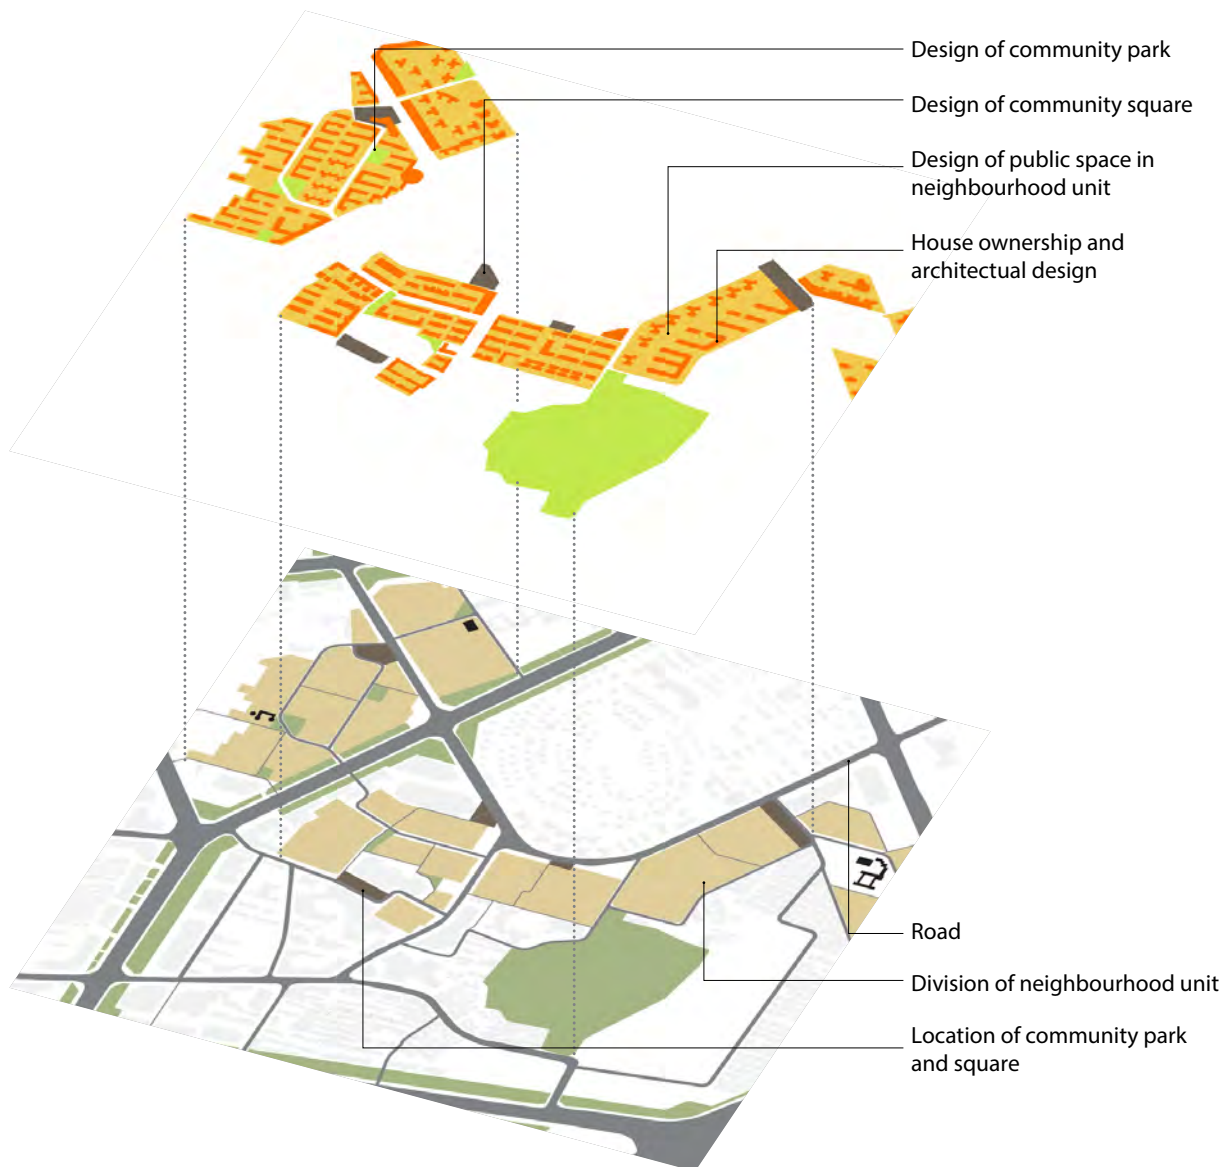 Design of community park
Design of community square
Design of public space in
neighbourhood unit
House ownership and
architectual design
Road
Division of neighbourhood unit
Location of community park
and square